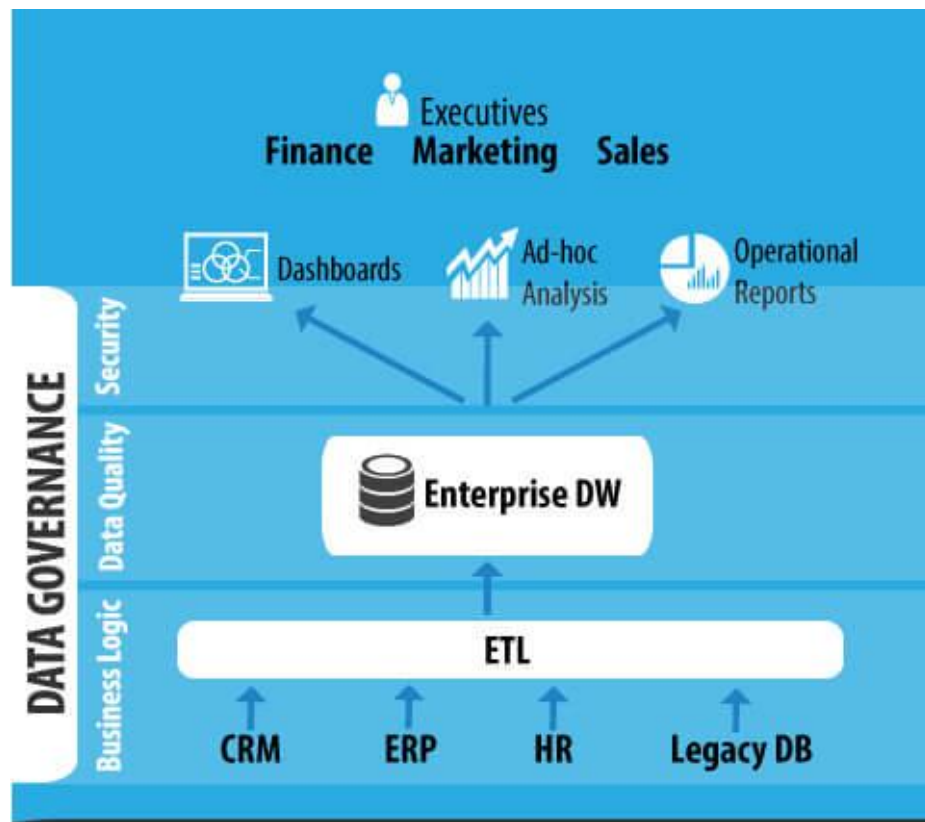 Executives
Finance Marketing Sales
Dashboards
Ad-hoc
Analysis
Operational
Reports
DATA GOVERNANCE
Security
Data Quality
Business Logic
Enterprise DW
ETL
CRM ERP HR Legacy DB